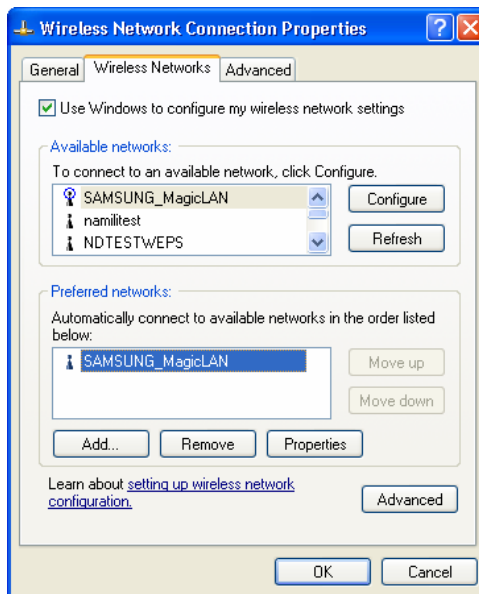 Wireless Network Connection Properties
General Wireless Networks Advanced
Use Windows to configure my wireless network settings
Available networks:
To connect to an available network, click Configure.
SAMSUNG_MagicLAN
namilitest
NDTESTWEPS
Configure
Refresh
Preferred networks:
Automatically connect to available networks in the order listed
below:
SAMSUNG_MagicLAN
Move up
Move down
Add... Remove Properties
Learn about setting up wireless network
configuration.
Advanced
OK Cancel